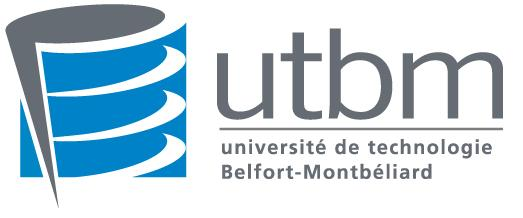 utbm
université de technologie
Belfort-Montbéliard